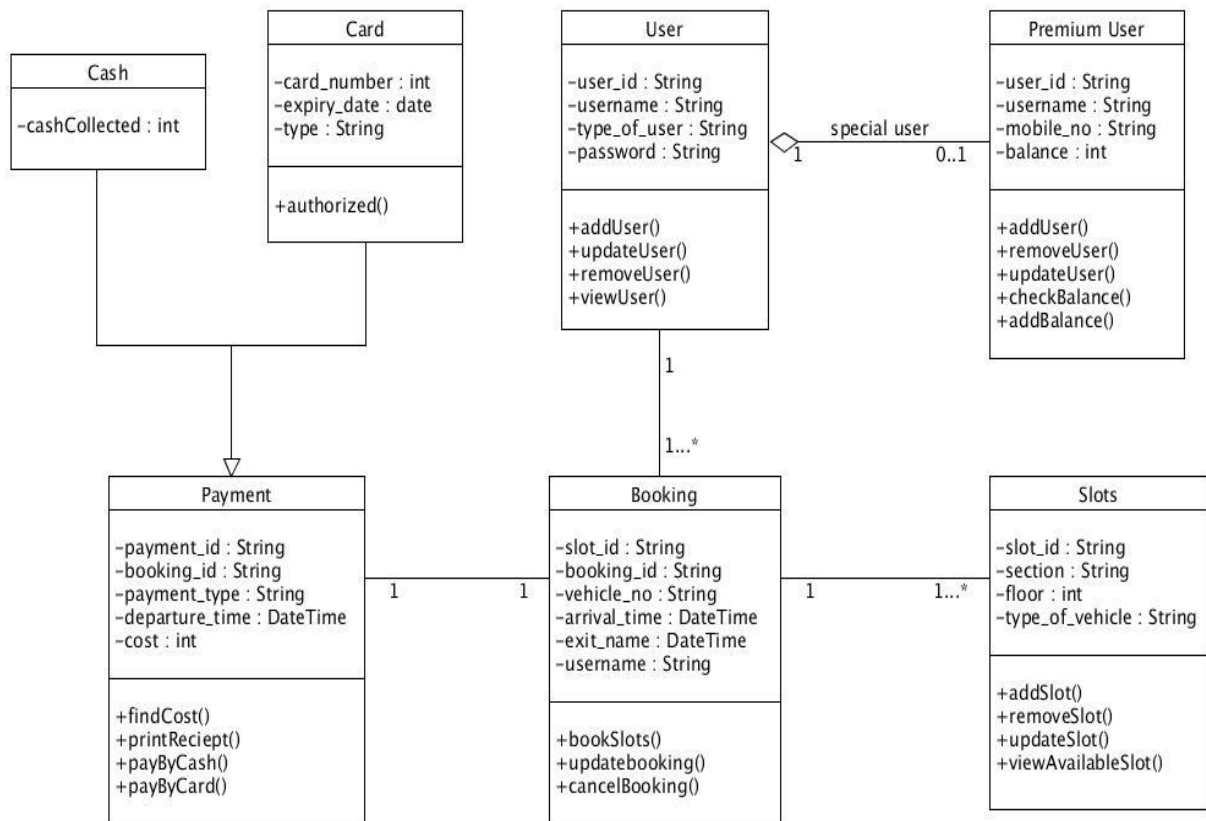 Cash
-cashCollected : int
Card
-card_number : int
-expiry_date : date
-type : String
+authorized()
User
-user_id : String
-username : String
-type_of_user : String
-password : String
+addUser()
+updateUser()
+removeUser()
+viewUser()
special user
1
0..1
Premium User
-user_id : String
-username : String
-mobile_no : String
-balance : int
+addUser()
+removeUser()
+updateUser()
+checkBalance()
+addBalance()
1
1...*
Payment
-payment_id : String
-booking_id : String
-payment_type : String
-departure_time : DateTime
-cost : int
+findCost()
+printReciept()
+payByCash()
+payByCard()
1
1
Booking
-slot_id : String
-booking_id : String
-vehicle_no : String
-arrival_time : DateTime
-exit_name : DateTime
-username : String
+bookSlots()
+updatebooking()
+cancelBooking()
1
1...*
Slots
-slot_id : String
-section : String
-floor : int
-type_of_vehicle : String
+addSlot()
+removeSlot()
+updateSlot()
+viewAvailableSlot()